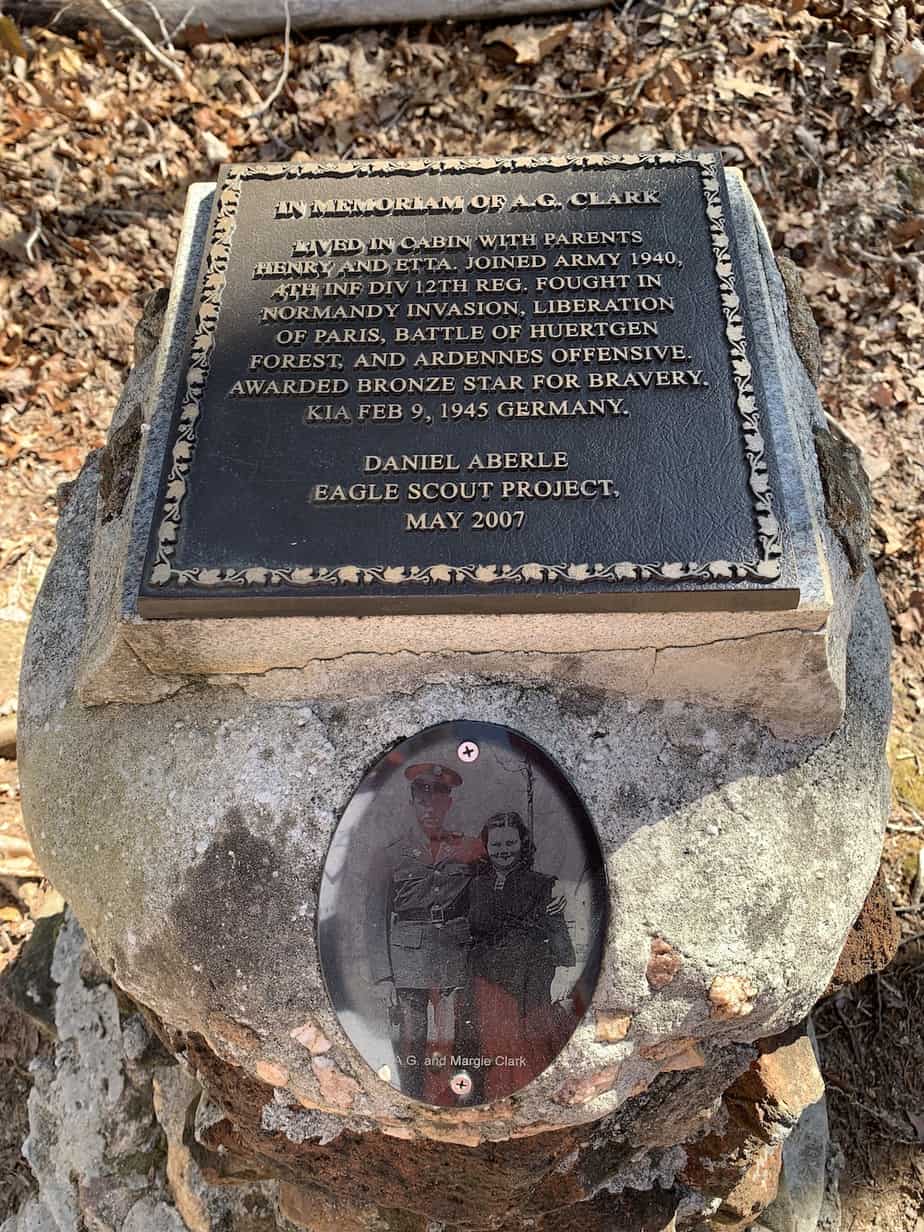 IN MEMORIAM OF A.G. CLARK
LIVED IN CABIN WITH PARENTS
HENRY AND ETTA. JOINED ARMY 1940,
4TH INF DIV 12TH REG. FOUGHT IN
NORMANDY INVASION, LIBERATION
OF PARIS, BATTLE OF HUERTGEN
FOREST, AND ARDENNES OFFENSIVE.
AWARDED BRONZE STAR FOR BRAVERY.
KIA FEB 9, 1945 GERMANY.
DANIEL ABERLE
EAGLE SCOUT PROJECT,
MAY 2007
A.G. and Margie Clark